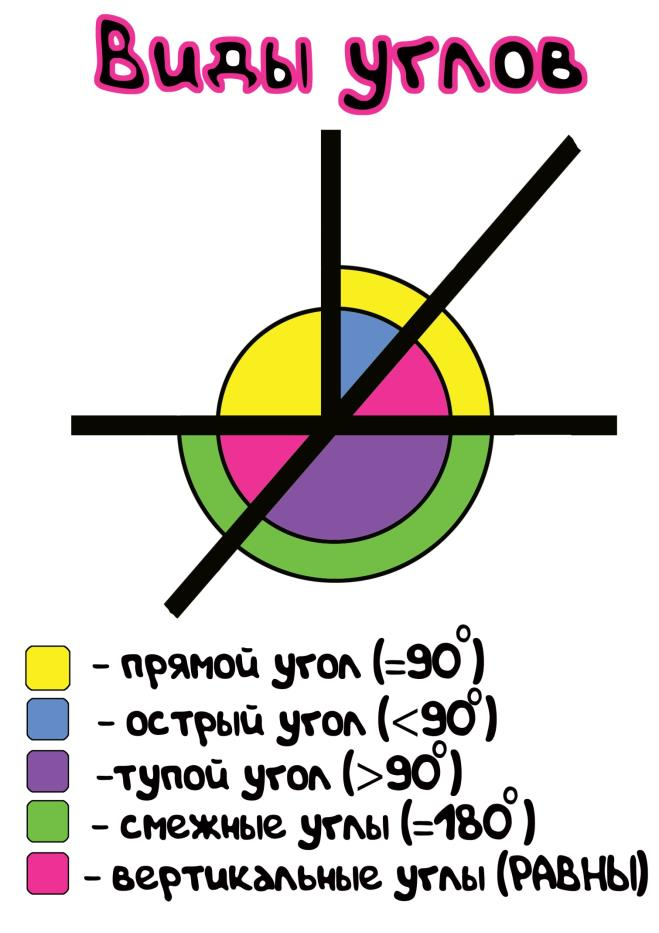 Виды углов
- прямой угол (=90°)
- острый угол (<90°)
-тупой угол (>90°)
- смежные углы (=180°)
- вертикальные углы (РАВНЫ)